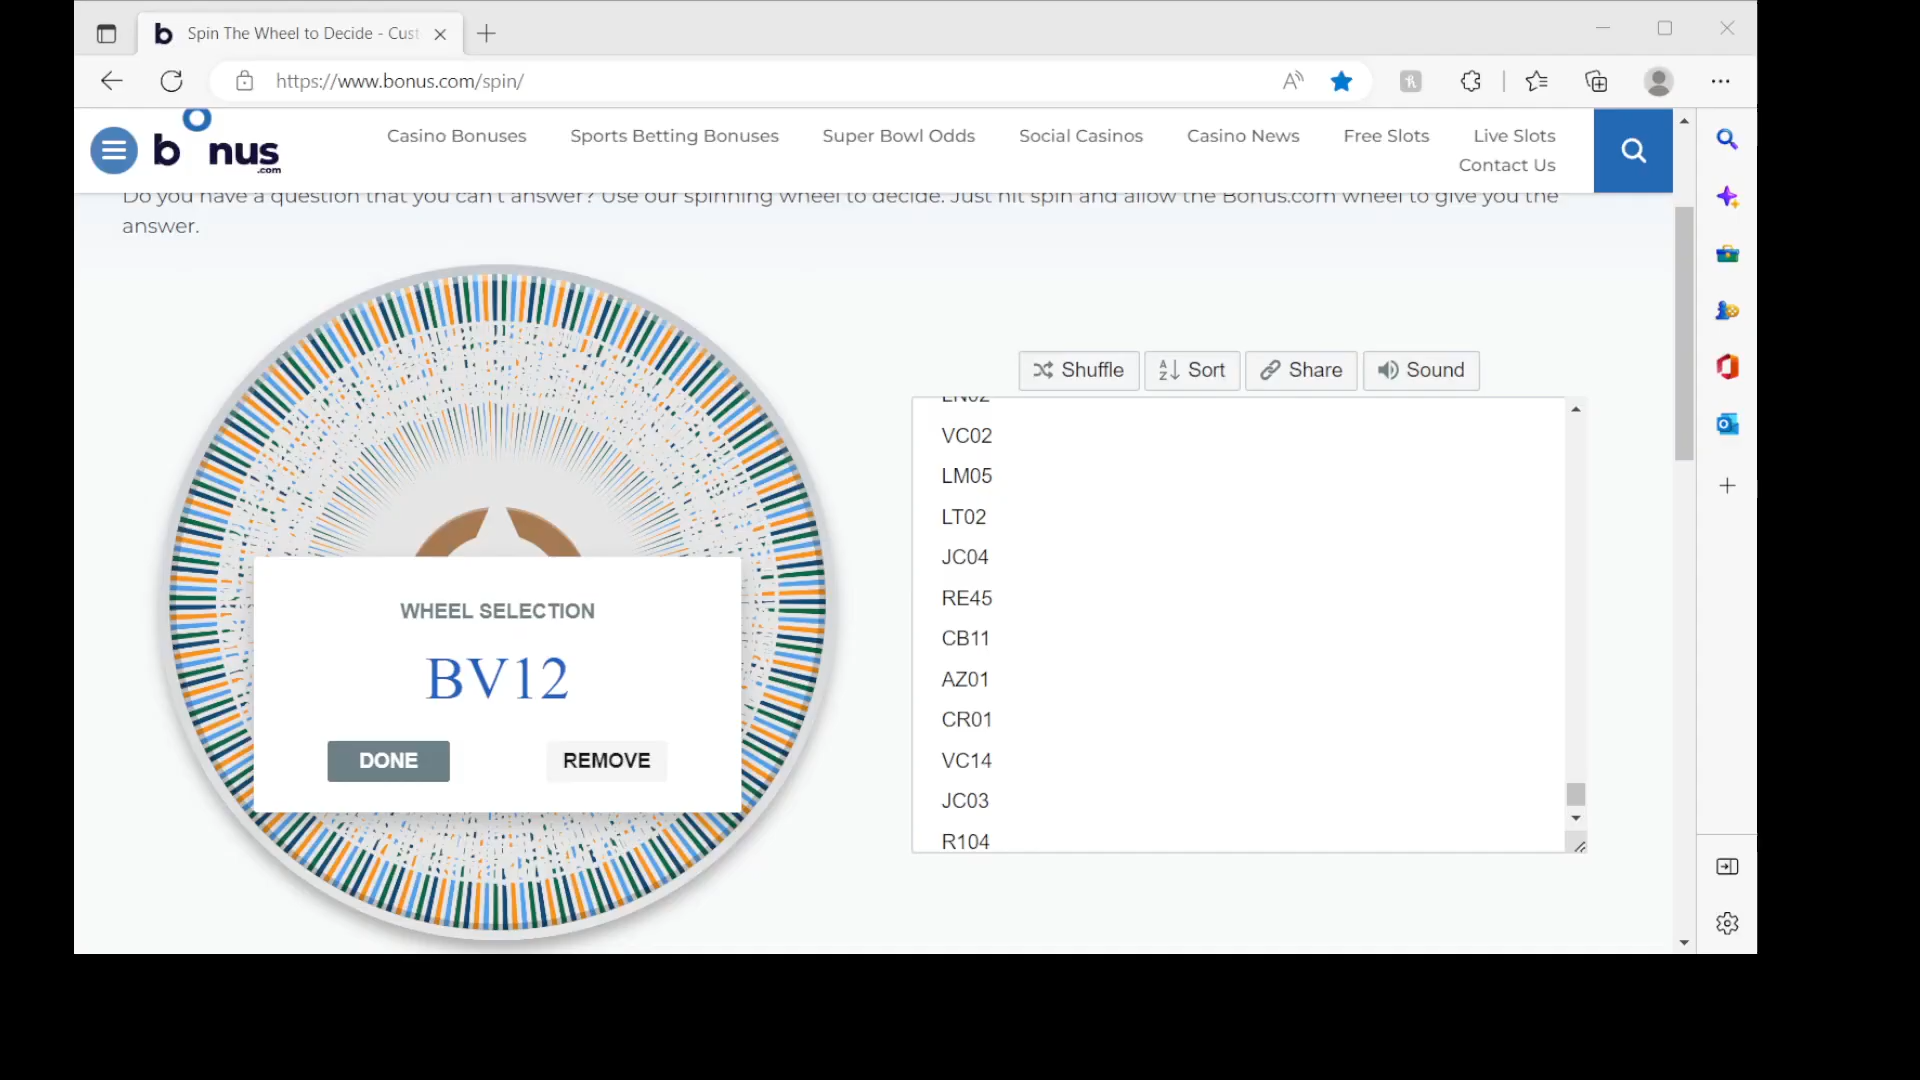 Spin The Wheel to Decide - Cust
https://www.bonus.com/spin/
bonus
.com
Casino Bonuses
Sports Betting Bonuses
Super Bowl Odds
Social Casinos
Casino News
Free Slots
Live Slots
Contact Us
Do you have a question that you can't answer? Use our spinning wheel to decide. Just hit spin and allow the Bonus.com wheel to give you the
answer.
Shuffle
Sort
Share
Sound
VC02
LM05
LT02
JC04
RE45
CB11
AZ01
CR01
VC14
JC03
R104
WHEEL SELECTION
BV12
DONE
REMOVE